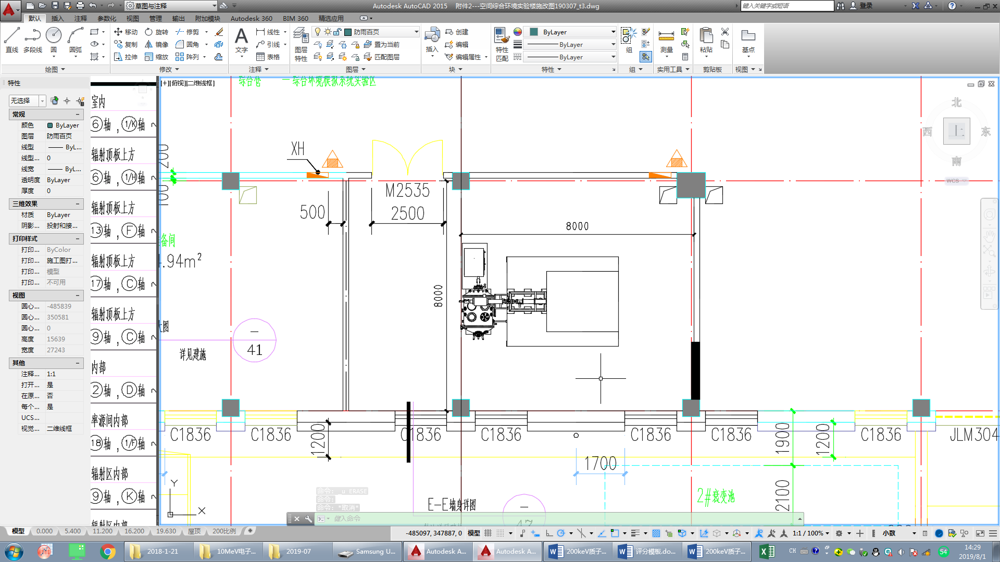 草图与注释
Autodesk AutoCAD 2015 附件2---空间综合环境实验楼施改图190307_t3.dwg
键入关键字或短语
登录
默认 插入 注释 参数化 视图 管理 输出 附加模块 Autodesk 360 BIM 360 精选应用
直线 多段线 圆 圆弧
移动 旋转 修剪
复制 镜像 圆角
拉伸 缩放 阵列
文字
线性
引线
表格
图层特性
防雨百页
置为当前
匹配图层
插入
创建
编辑
编辑属性
特性匹配
ByLayer
ByLayer
ByLayer
组
测量
粘贴
基点
绘图 修改 注释 图层 块 特性 组 实用工具 剪贴板 视图
特性
无选择
常规
颜色 ByLayer
图层 防雨百页
线型 ByL...
线型... 0
线宽 ByL...
透明度 ByLayer
厚度 0
三维效果
材质 ByLayer
阴影... 投射和接...
打印样式
打印... ByColor
打印... 施工图打...
打印... 模型
打印... 不可用
视图
圆心... -485839
圆心... 350581
圆心... 0
高度 15639
宽度 27243
其他
注释... 1:1
打开... 是
在原... 否
每个... 是
UCS...
视觉... 二维线框
室内
6轴,1/K轴 ~
辐射顶板上方
6轴,1/H轴 ~
辐射顶板上方
13轴,F轴 ~
辐射顶板上方
17轴,C轴 ~
辐射顶板上方
9轴,C轴 ~
内部
2轴,D轴 ~
率源间内部
18轴,1/F轴 ~
辐射区内部
9轴,K轴 ~
辐射区内部
[+][俯视][二维线框]
综合仓 一综合环境模拟系统实验区
北
西 东
南
WCS
XH
M2535
500
2500
8000
8000
备间
4.94m²
大图
详见建施
41
C1836 C1836 C1836 C1836 C1836 C1836 C1836 JLM304
1200
1900
1200
1700
2100
2#衰变池
E-E墙身详图
47
Y
X
命令: _u ERASE
命令:
命令: *取消*
键入命令
模型 0.000 5.400 11.200 16.200 19.630 屋顶 200比例
-485097, 347887, 0 模型
1:1 / 100%
小数
2018-1-21
10MeV电子...
2019-07
Samsung U...
Autodesk A...
Autodesk A...
200keV质子...
评分模板.do...
200keV质子...
CH
54
14:29
2019/8/1